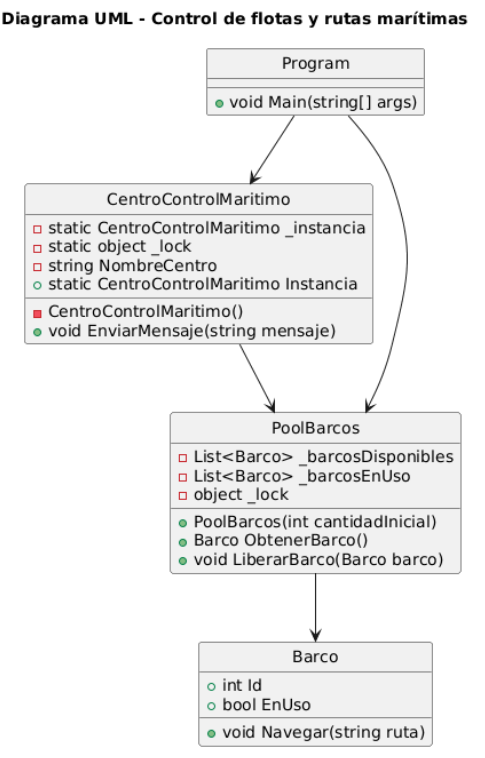 Diagrama UML - Control de flotas y rutas marítimas
Program
void Main(string[] args)
CentroControlMaritimo
static CentroControlMaritimo _instancia
static object _lock
string NombreCentro
static CentroControlMaritimo Instancia
CentroControlMaritimo()
void EnviarMensaje(string mensaje)
PoolBarcos
List<Barco> _barcosDisponibles
List<Barco> _barcosEnUso
object _lock
PoolBarcos(int cantidadInicial)
Barco ObtenerBarco()
void LiberarBarco(Barco barco)
Barco
int Id
bool EnUso
void Navegar(string ruta)